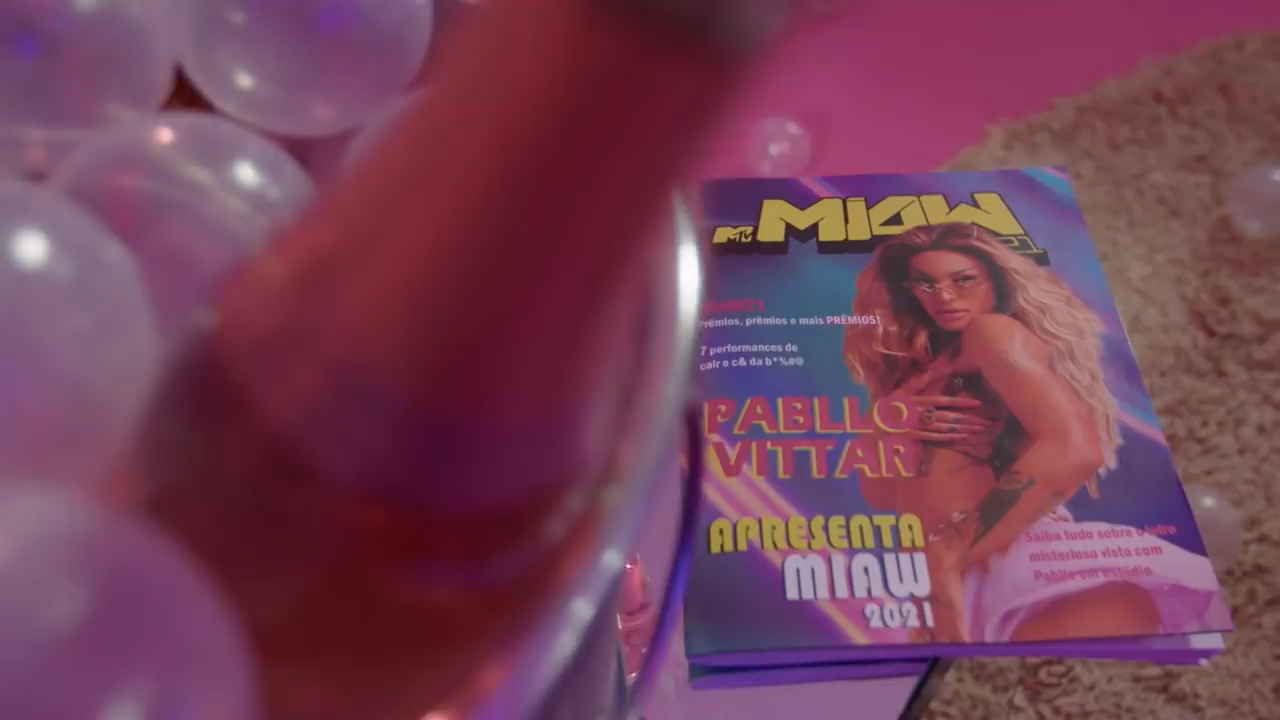 MTV MIAW
Prêmios, prêmios e mais PRÊMIOS!
7 performances de
cair o c& da b*%#@
PABLLO
VITTAR
APRESENTA
MIAW
2021
Saiba tudo sobre o
misterioso visto com
Pabllo em estúdio